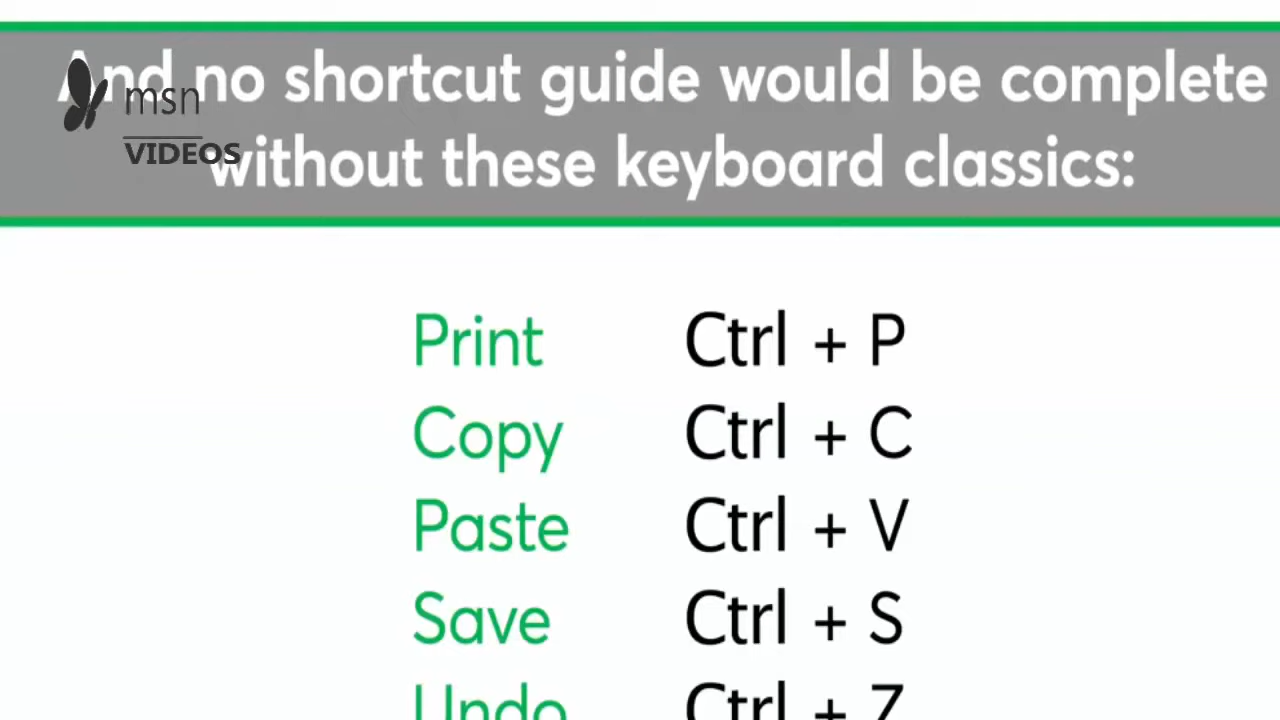 And no shortcut guide would be complete
without these keyboard classics:
msn
VIDEOS
Print Ctrl + P
Copy Ctrl + C
Paste Ctrl + V
Save Ctrl + S
Undo Ctrl + Z